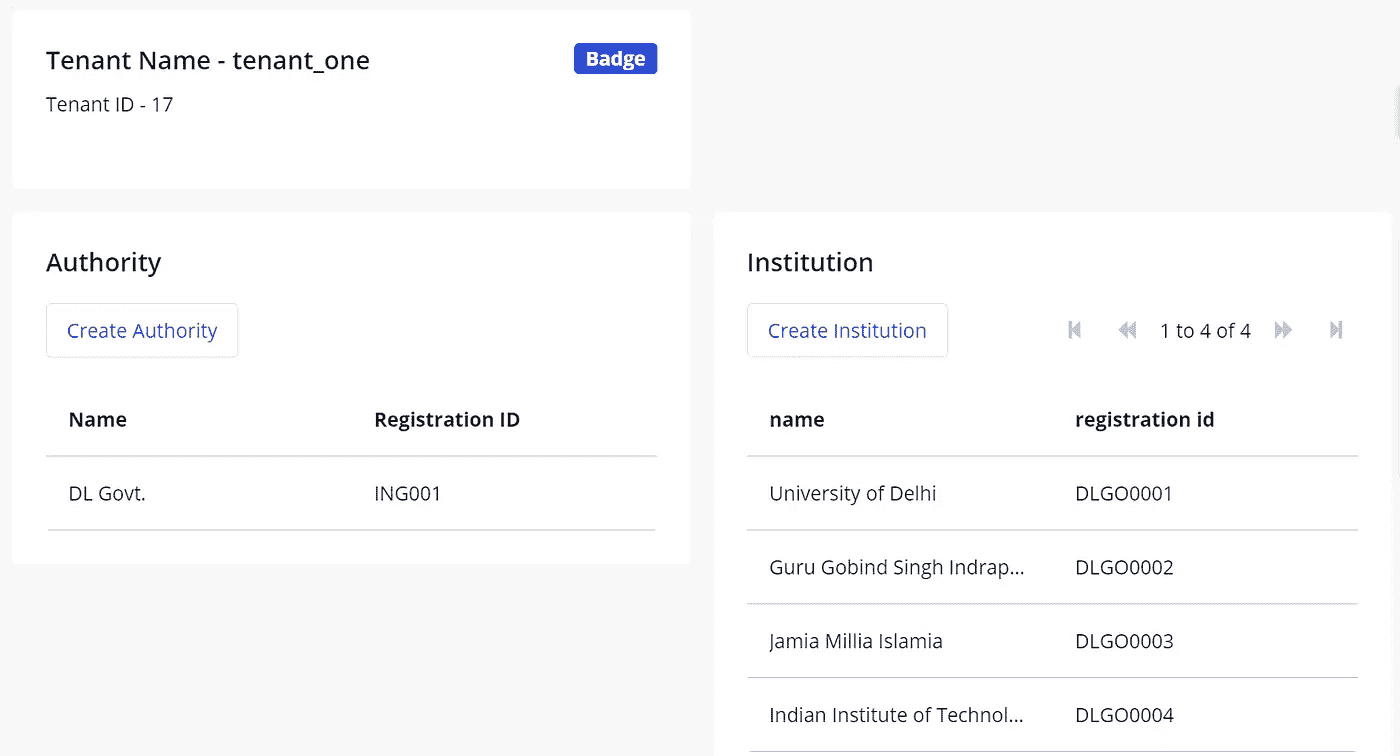 Tenant Name - tenant_one
Badge
Tenant ID - 17
Authority
Create Authority
Name Registration ID
DL Govt. ING001
Institution
Create Institution
1 to 4 of 4
name registration id
University of Delhi DLGO0001
Guru Gobind Singh Indrap... DLGO0002
Jamia Millia Islamia DLGO0003
Indian Institute of Technol... DLGO0004